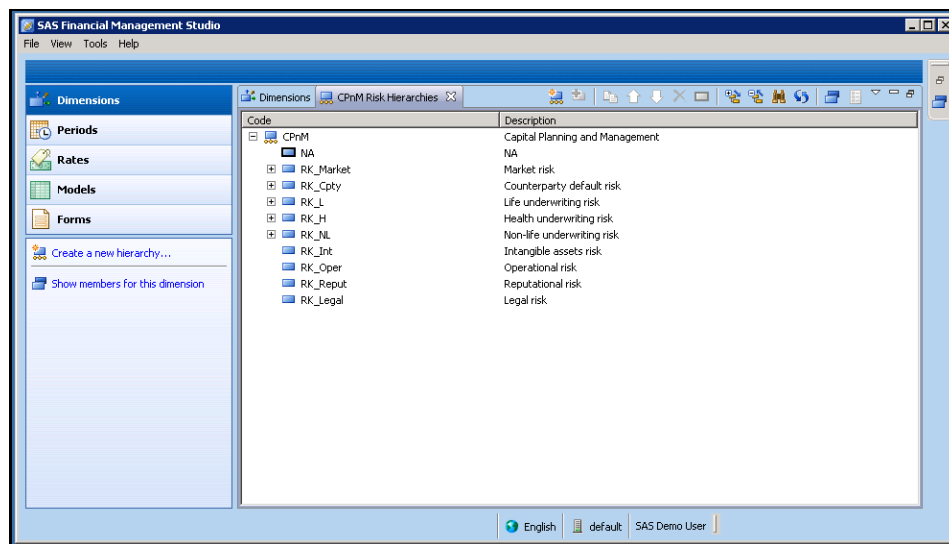 SAS Financial Management Studio
File View Tools Help
Dimensions
Periods
Rates
Models
Forms
Create a new hierarchy...
Show members for this dimension
Dimensions CPnM Risk Hierarchies
Code Description
CPnM Capital Planning and Management
NA NA
RK_Market Market risk
RK_Cpty Counterparty default risk
RK_L Life underwriting risk
RK_H Health underwriting risk
RK_NL Non-life underwriting risk
RK_Int Intangible assets risk
RK_Oper Operational risk
RK_Reput Reputational risk
RK_Legal Legal risk
English default SAS Demo User